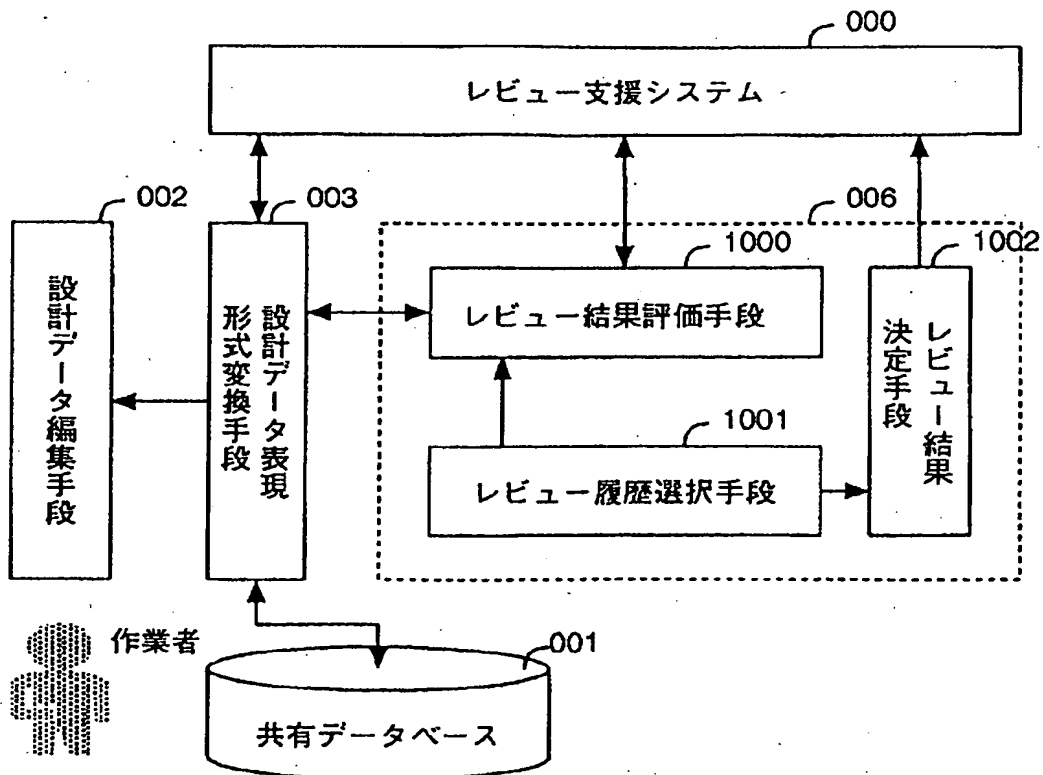 000
レビュー支援システム
002
003
006
1000
1002
設計データ編集手段
設計データ表現
形式変換手段
レビュー結果評価手段
レビュー結果
決定手段
1001
レビュー履歴選択手段
作業者
001
共有データベース